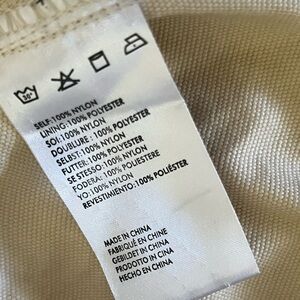 SELF:100% NYLON
LINING:100% POLYESTER
SOI:100% NYLON
DOUBLURE : 100% POLYESTER
SELBST:100% NYLON
FUTTER:100% POLYESTER
SE STESSO:100% NYLON
FODERA: 100% POLIESTERE
YO:100% NYLON
REVESTIMIENTO:100% POLIÉSTER
MADE IN CHINA
FABRIQUÉ EN CHINE
GEBILDET IN CHINA
PRODOTTO IN CINA
HECHO EN CHINA